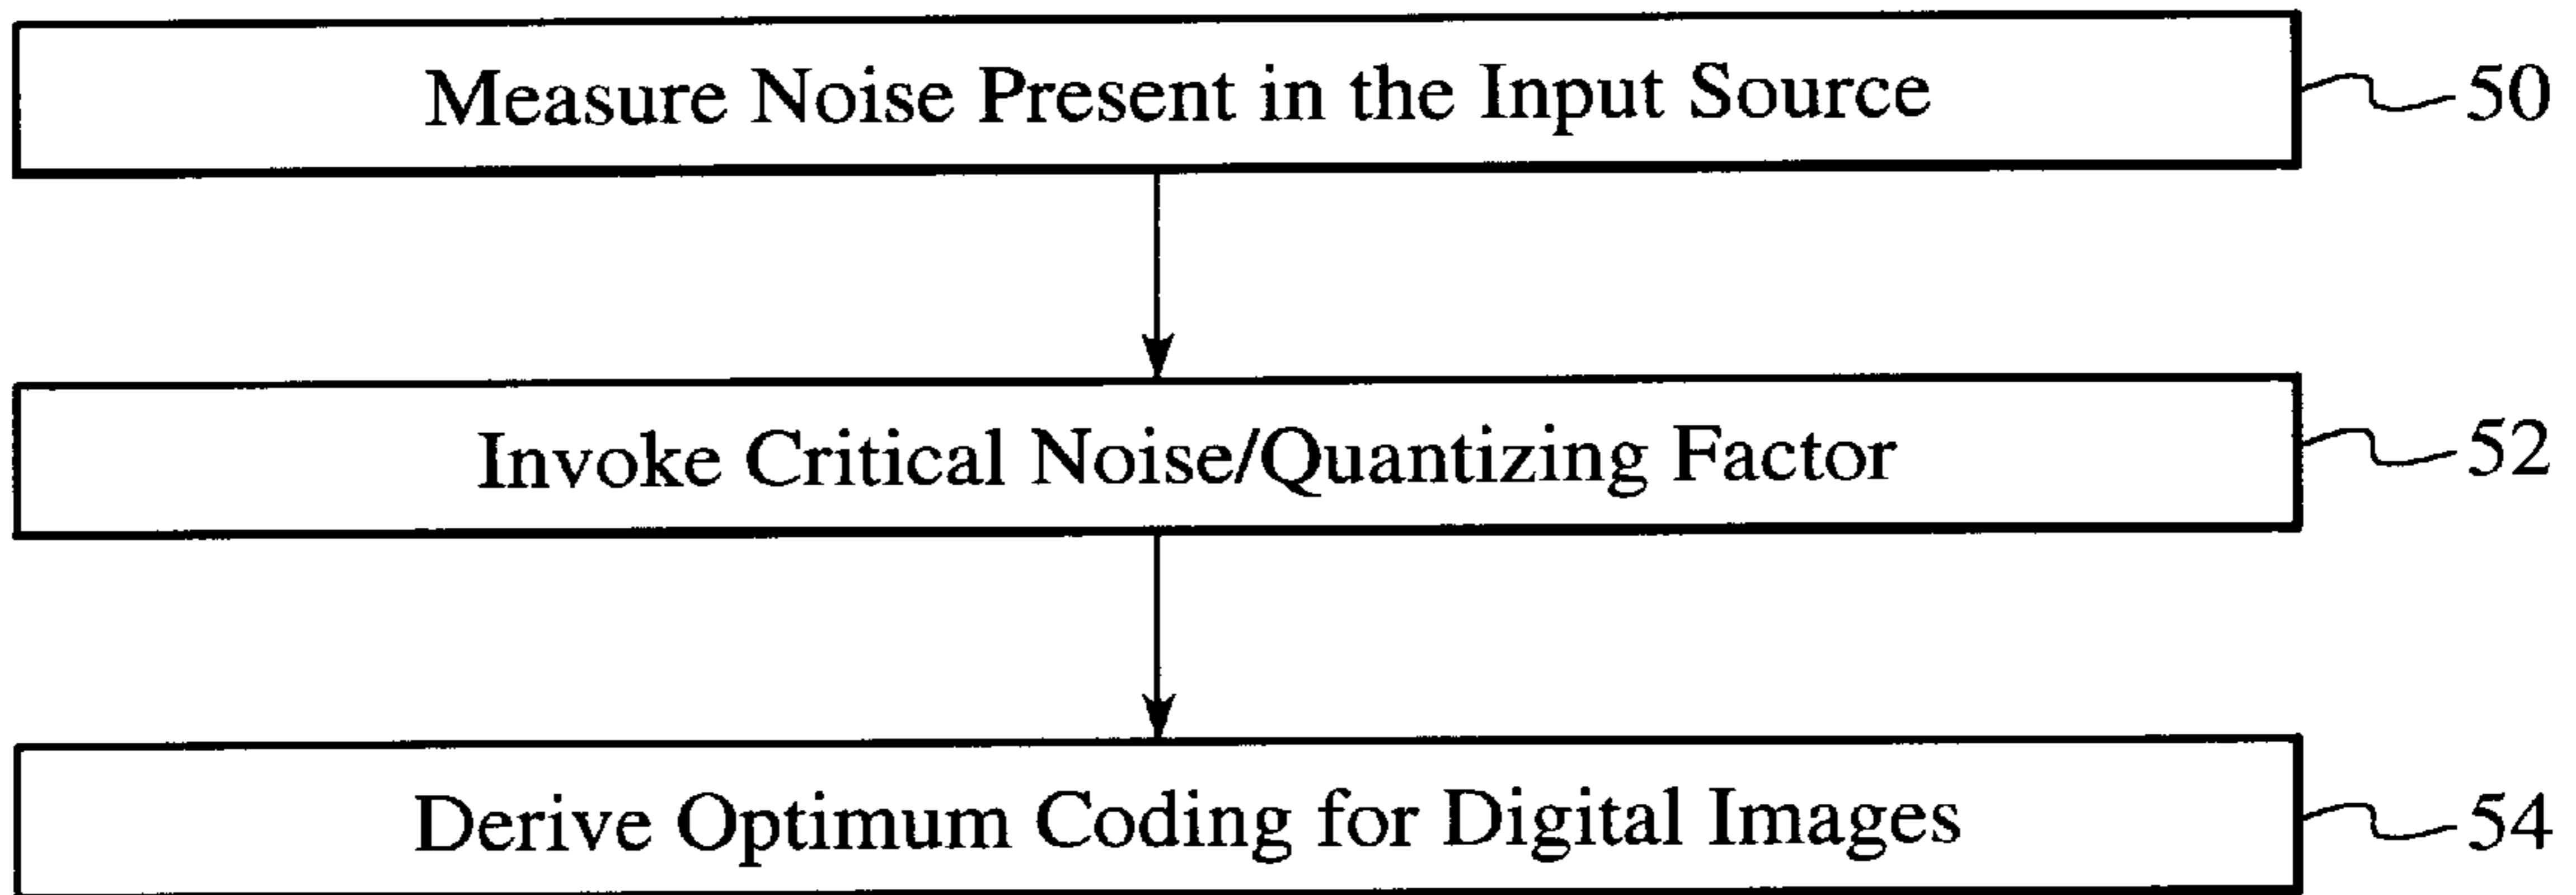 Measure Noise Present in the Input Source 50
Invoke Critical Noise/Quantizing Factor 52
Derive Optimum Coding for Digital Images 54